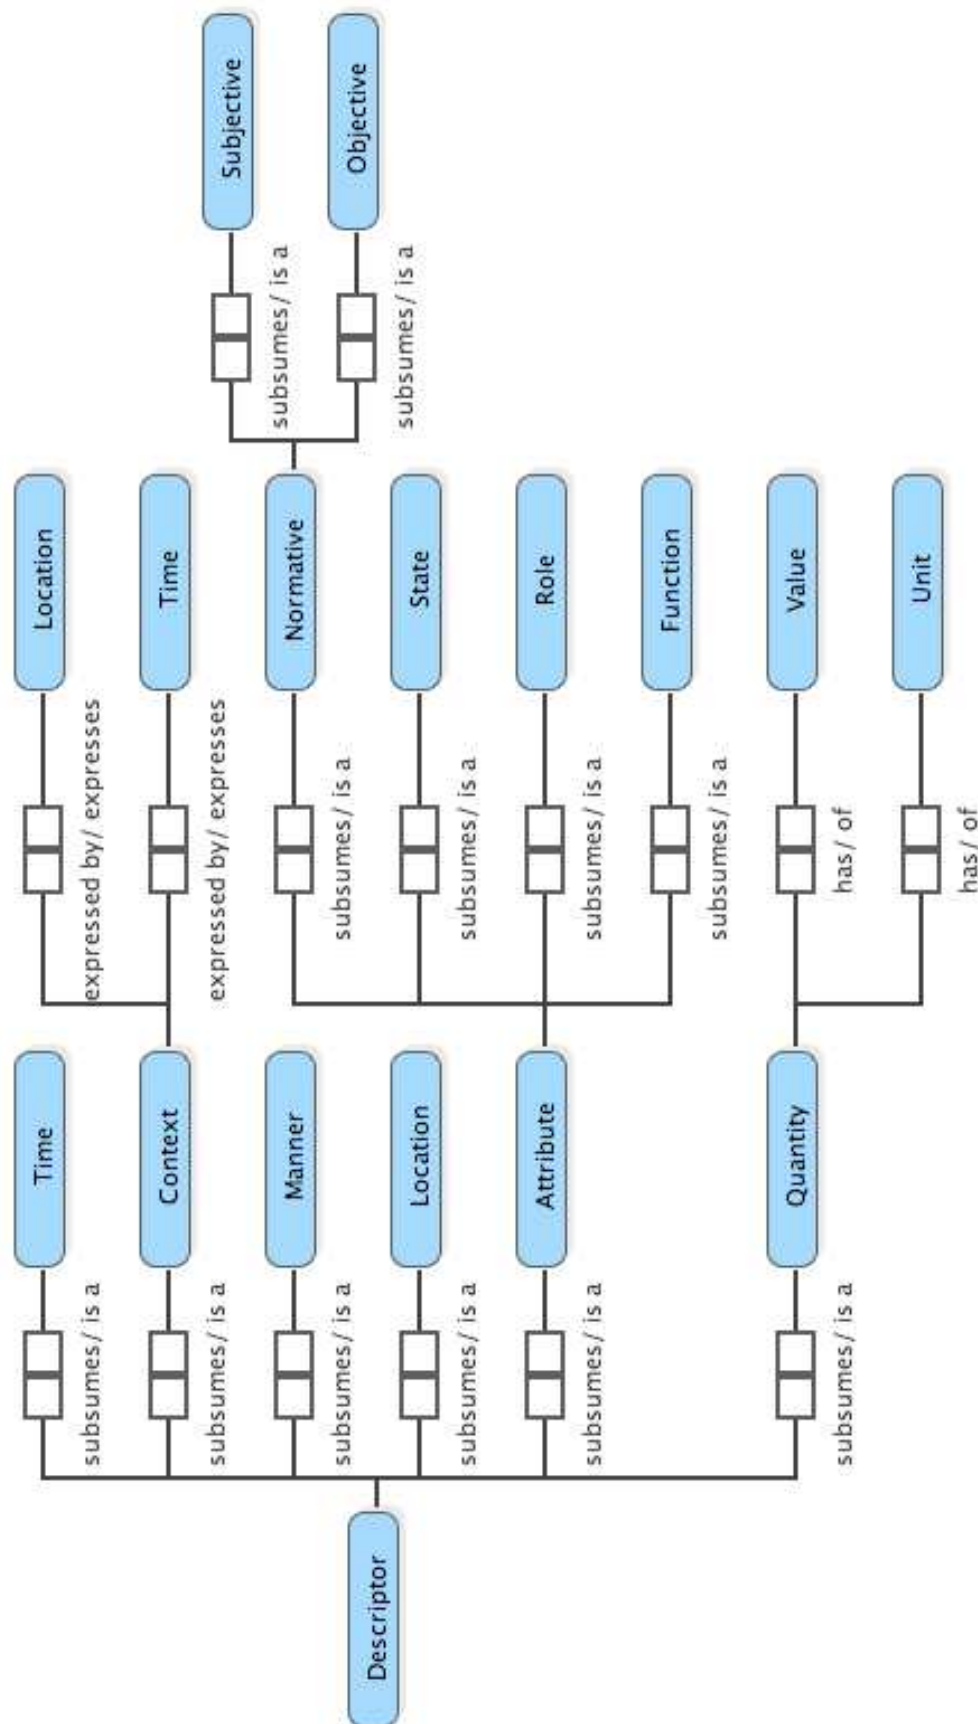 Descriptor
subsumes/ is a
Time
subsumes/ is a
Context
expressed by/ expresses
Location
expressed by/ expresses
Time
subsumes/ is a
Manner
subsumes/ is a
Location
subsumes/ is a
Attribute
subsumes/ is a
Normative
subsumes/ is a
Subjective
subsumes/ is a
Objective
subsumes/ is a
State
subsumes/ is a
Role
subsumes/ is a
Function
subsumes/ is a
Quantity
has/ of
Value
has/ of
Unit